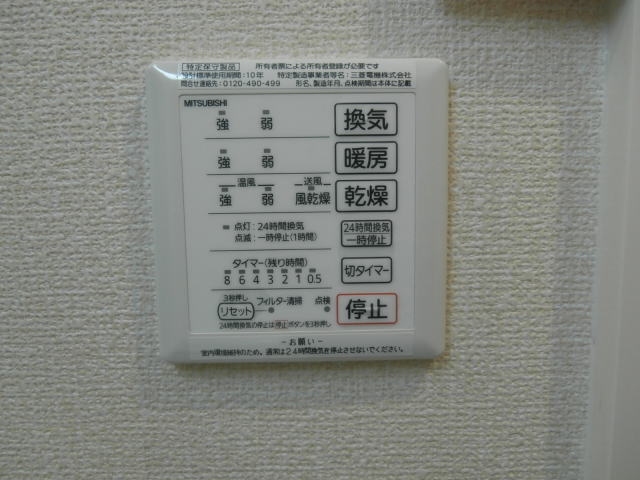 特定保守製品 所有者票による所有者登録が必要です
設計標準使用期間:10年 特定製造事業者等名:三菱電機株式会社
問合せ連絡先:0120-490-499 形名、製造年月、点検期間は本体に記載
MITSUBISHI
強 弱 換気
強 弱 暖房
温風 送風
強 弱 風乾燥 乾燥
点灯:24時間換気
点滅:一時停止(1時間)
24時間換気
一時停止
タイマー(残り時間)
8 6 4 3 2 1 0.5
切タイマー
3秒押し
リセット フィルター清掃 点検
停止
24時間換気の停止は停止ボタンを3秒押し
-お願い-
室内環境維持のため、通常は24時間換気を停止させないでください。